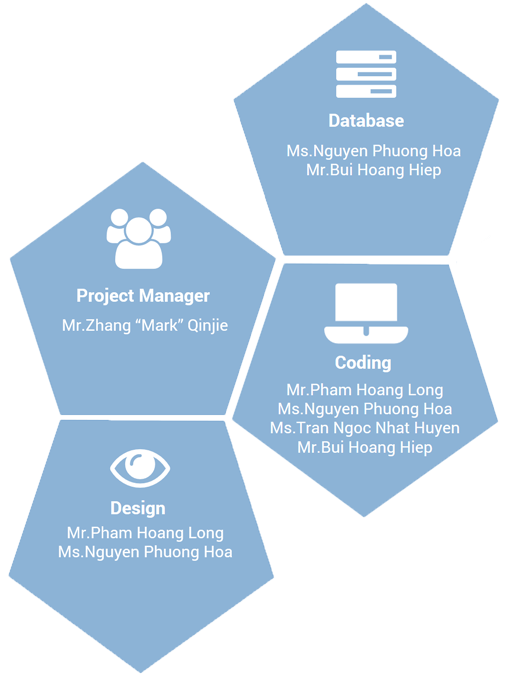 Database
Ms.Nguyen Phuong Hoa
Mr.Bui Hoang Hiep
Project Manager
Mr.Zhang “Mark” Qinjie
Coding
Mr.Pham Hoang Long
Ms.Nguyen Phuong Hoa
Ms.Tran Ngoc Nhat Huyen
Mr.Bui Hoang Hiep
Design
Mr.Pham Hoang Long
Ms.Nguyen Phuong Hoa